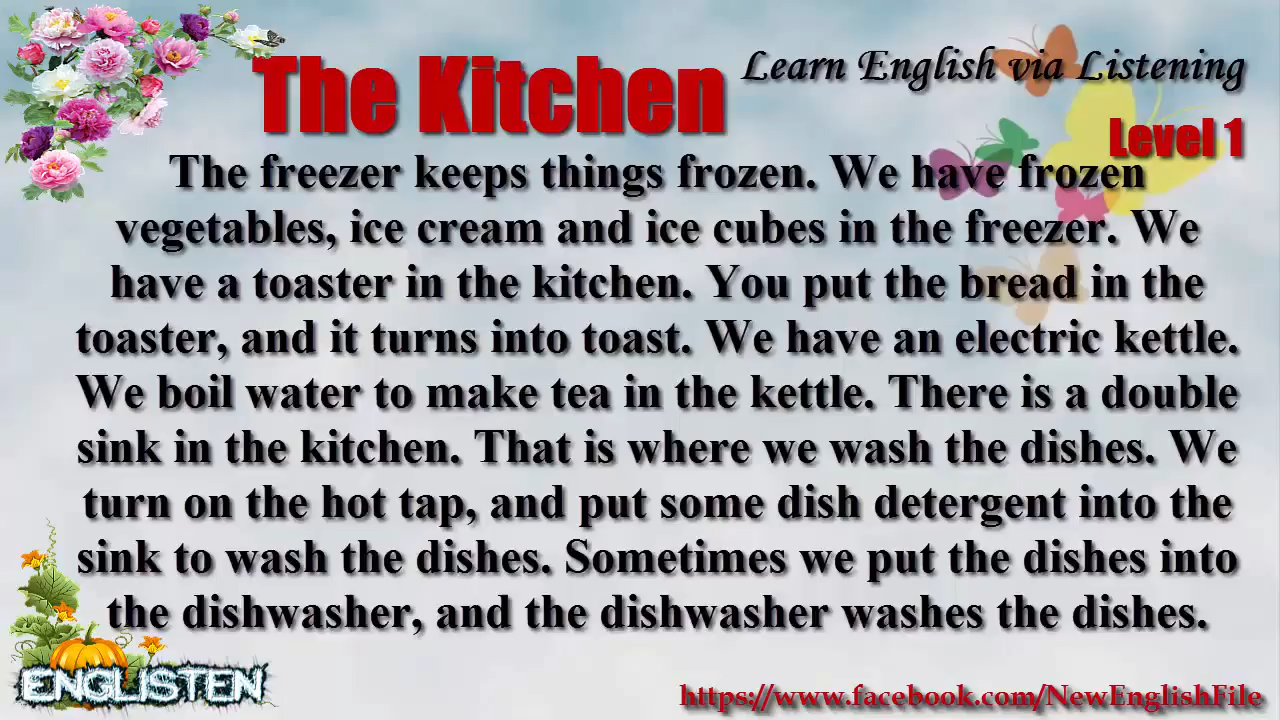 The Kitchen
Learn English via Listening
Level 1
The freezer keeps things frozen. We have frozen
vegetables, ice cream and ice cubes in the freezer. We
have a toaster in the kitchen. You put the bread in the
toaster, and it turns into toast. We have an electric kettle.
We boil water to make tea in the kettle. There is a double
sink in the kitchen. That is where we wash the dishes. We
turn on the hot tap, and put some dish detergent into the
sink to wash the dishes. Sometimes we put the dishes into
the dishwasher, and the dishwasher washes the dishes.
ENGLISTEN
https://www.facebook.com/NewEnglishFile